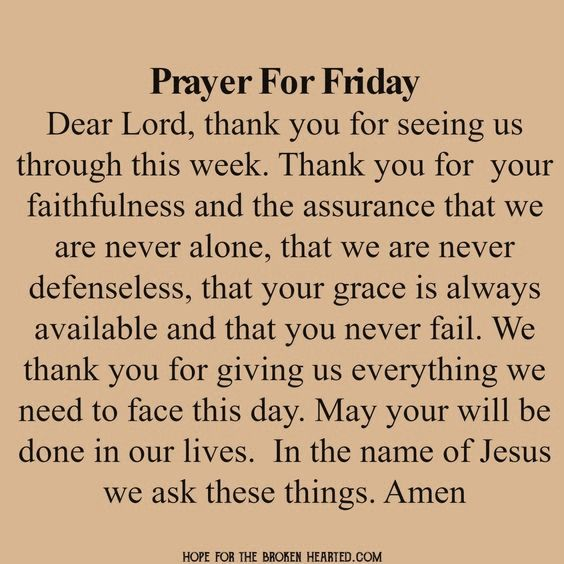 Prayer For Friday
Dear Lord, thank you for seeing us
through this week. Thank you for  your
faithfulness and the assurance that we
are never alone, that we are never
defenseless, that your grace is always
available and that you never fail. We
thank you for giving us everything we
need to face this day. May your will be
done in our lives.  In the name of Jesus
we ask these things. Amen
HOPE FOR THE BROKEN HEARTED.COM